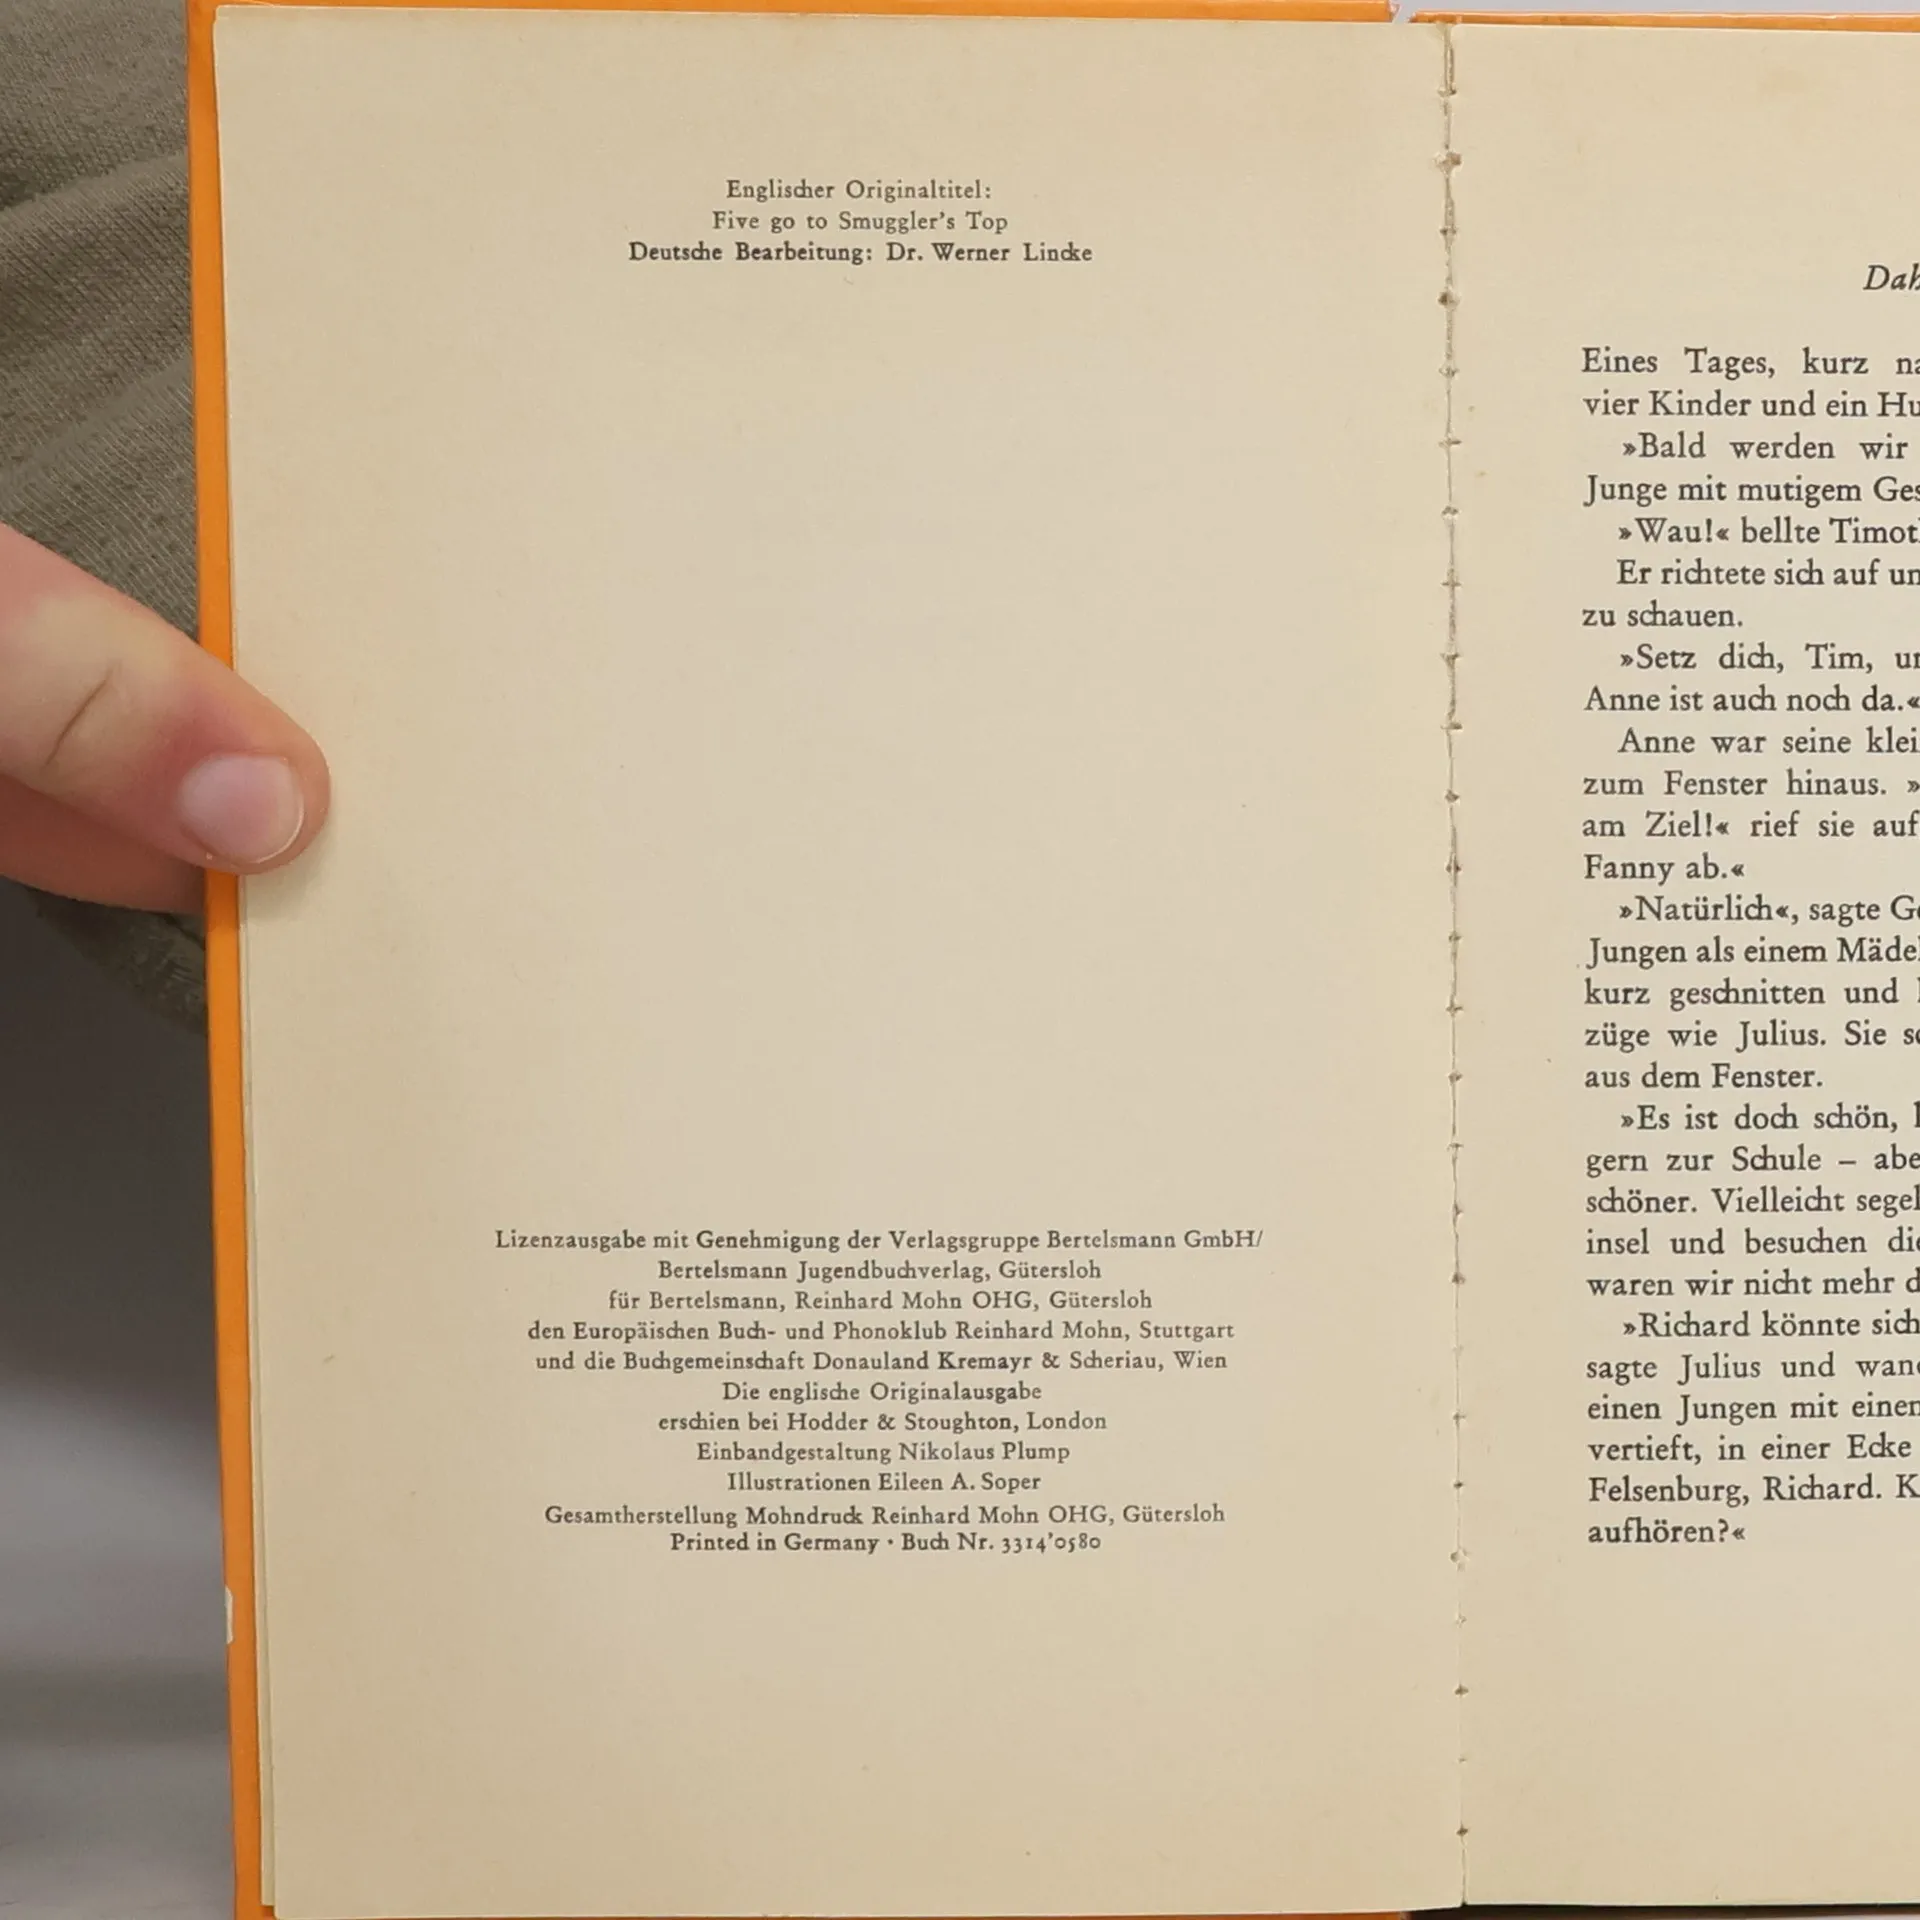 Englischer Originaltitel:
Five go to Smuggler's Top
Deutsche Bearbeitung: Dr. Werner Lincke
Lizenzausgabe mit Genehmigung der Verlagsgruppe Bertelsmann GmbH/
Bertelsmann Jugendbuchverlag, Gütersloh
für Bertelsmann, Reinhard Mohn OHG, Gütersloh
den Europäischen Buch- und Phonoklub Reinhard Mohn, Stuttgart
und die Buchgemeinschaft Donauland Kremayr & Scheriau, Wien
Die englische Originalausgabe
erschien bei Hodder & Stoughton, London
Einbandgestaltung Nikolaus Plump
Illustrationen Eileen A. Soper
Gesamtherstellung Mohndruck Reinhard Mohn OHG, Gütersloh
Printed in Germany · Buch Nr. 3314'0580
Eines Tages, kurz
vier Kinder und ein
»Bald werden wir
Junge mit mutigem
»Wau!« bellte
Er richtete sich auf
zu schauen.
»Setz dich, Tim,
Anne ist auch noch da.«
Anne war seine
zum Fenster hinaus. »
am Ziel!« rief sie auf
Fanny ab.«
»Natürlich«, sagte
Jungen als einem
kurz geschnitten und
züge wie Julius. Sie
aus dem Fenster.
»Es ist doch schön,
gern zur Schule –
schöner. Vielleicht
insel und besuchen
waren wir nicht mehr
»Richard könnte
sagte Julius und
einen Jungen mit
vertieft, in einer Ecke
Felsenburg, Richard.
aufhören?«